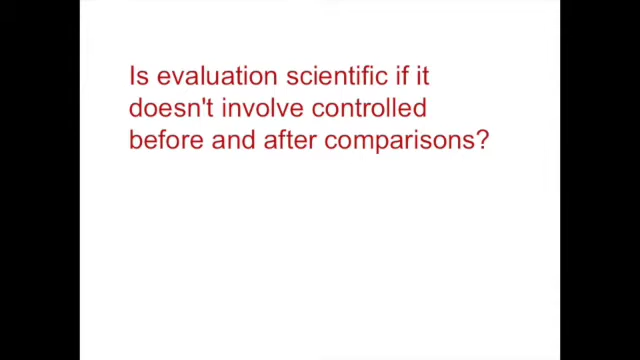 Is evaluation scientific if it
doesn't involve controlled
before and after comparisons?